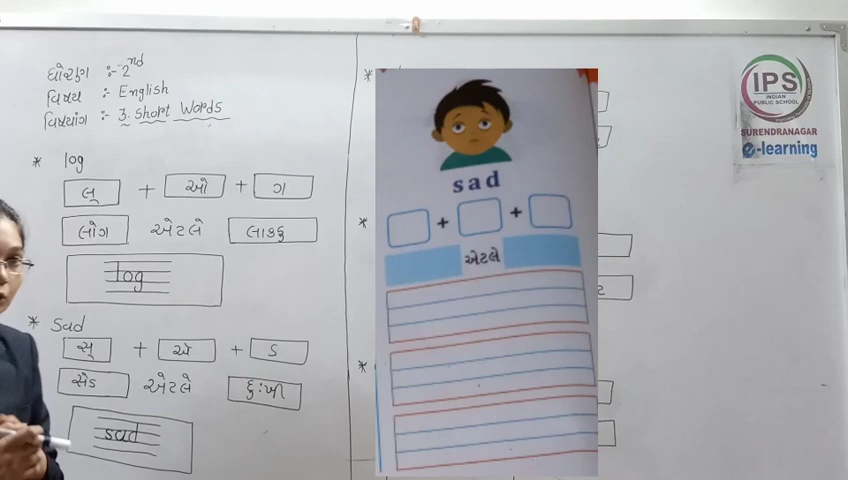 ધોરણ :- 2nd
વિષય :- English
વિષયાંગ :- 3. Short Words
* log
લ્ + ઓ + ગ
લોગ એટલે લાકડું
log
* Sad
સ્ + એ + ડ
સેડ એટલે દુઃખી
sad
*
*
*
sad
+ +
એટલે
IPS
INDIAN
PUBLIC SCHOOL
SURENDRANAGAR
e-learning